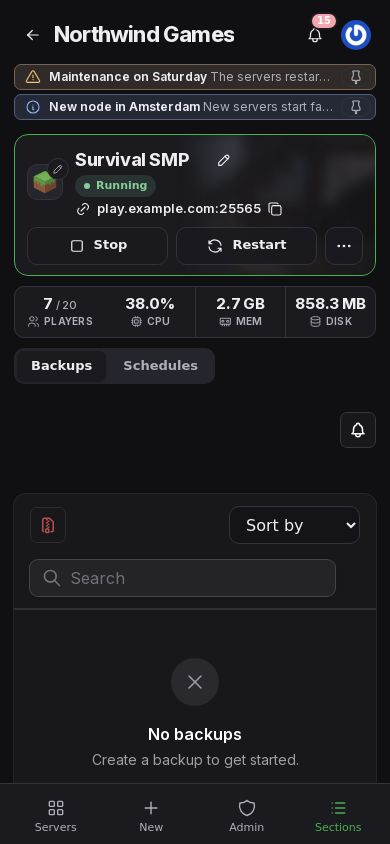 Northwind Games
15
Maintenance on Saturday The servers restar...
New node in Amsterdam New servers start fa...
Survival SMP
Running
play.example.com:25565
Stop
Restart
7 / 20
PLAYERS
38.0%
CPU
2.7 GB
MEM
858.3 MB
DISK
Backups
Schedules
Sort by
Search
No backups
Create a backup to get started.
Servers
New
Admin
Sections